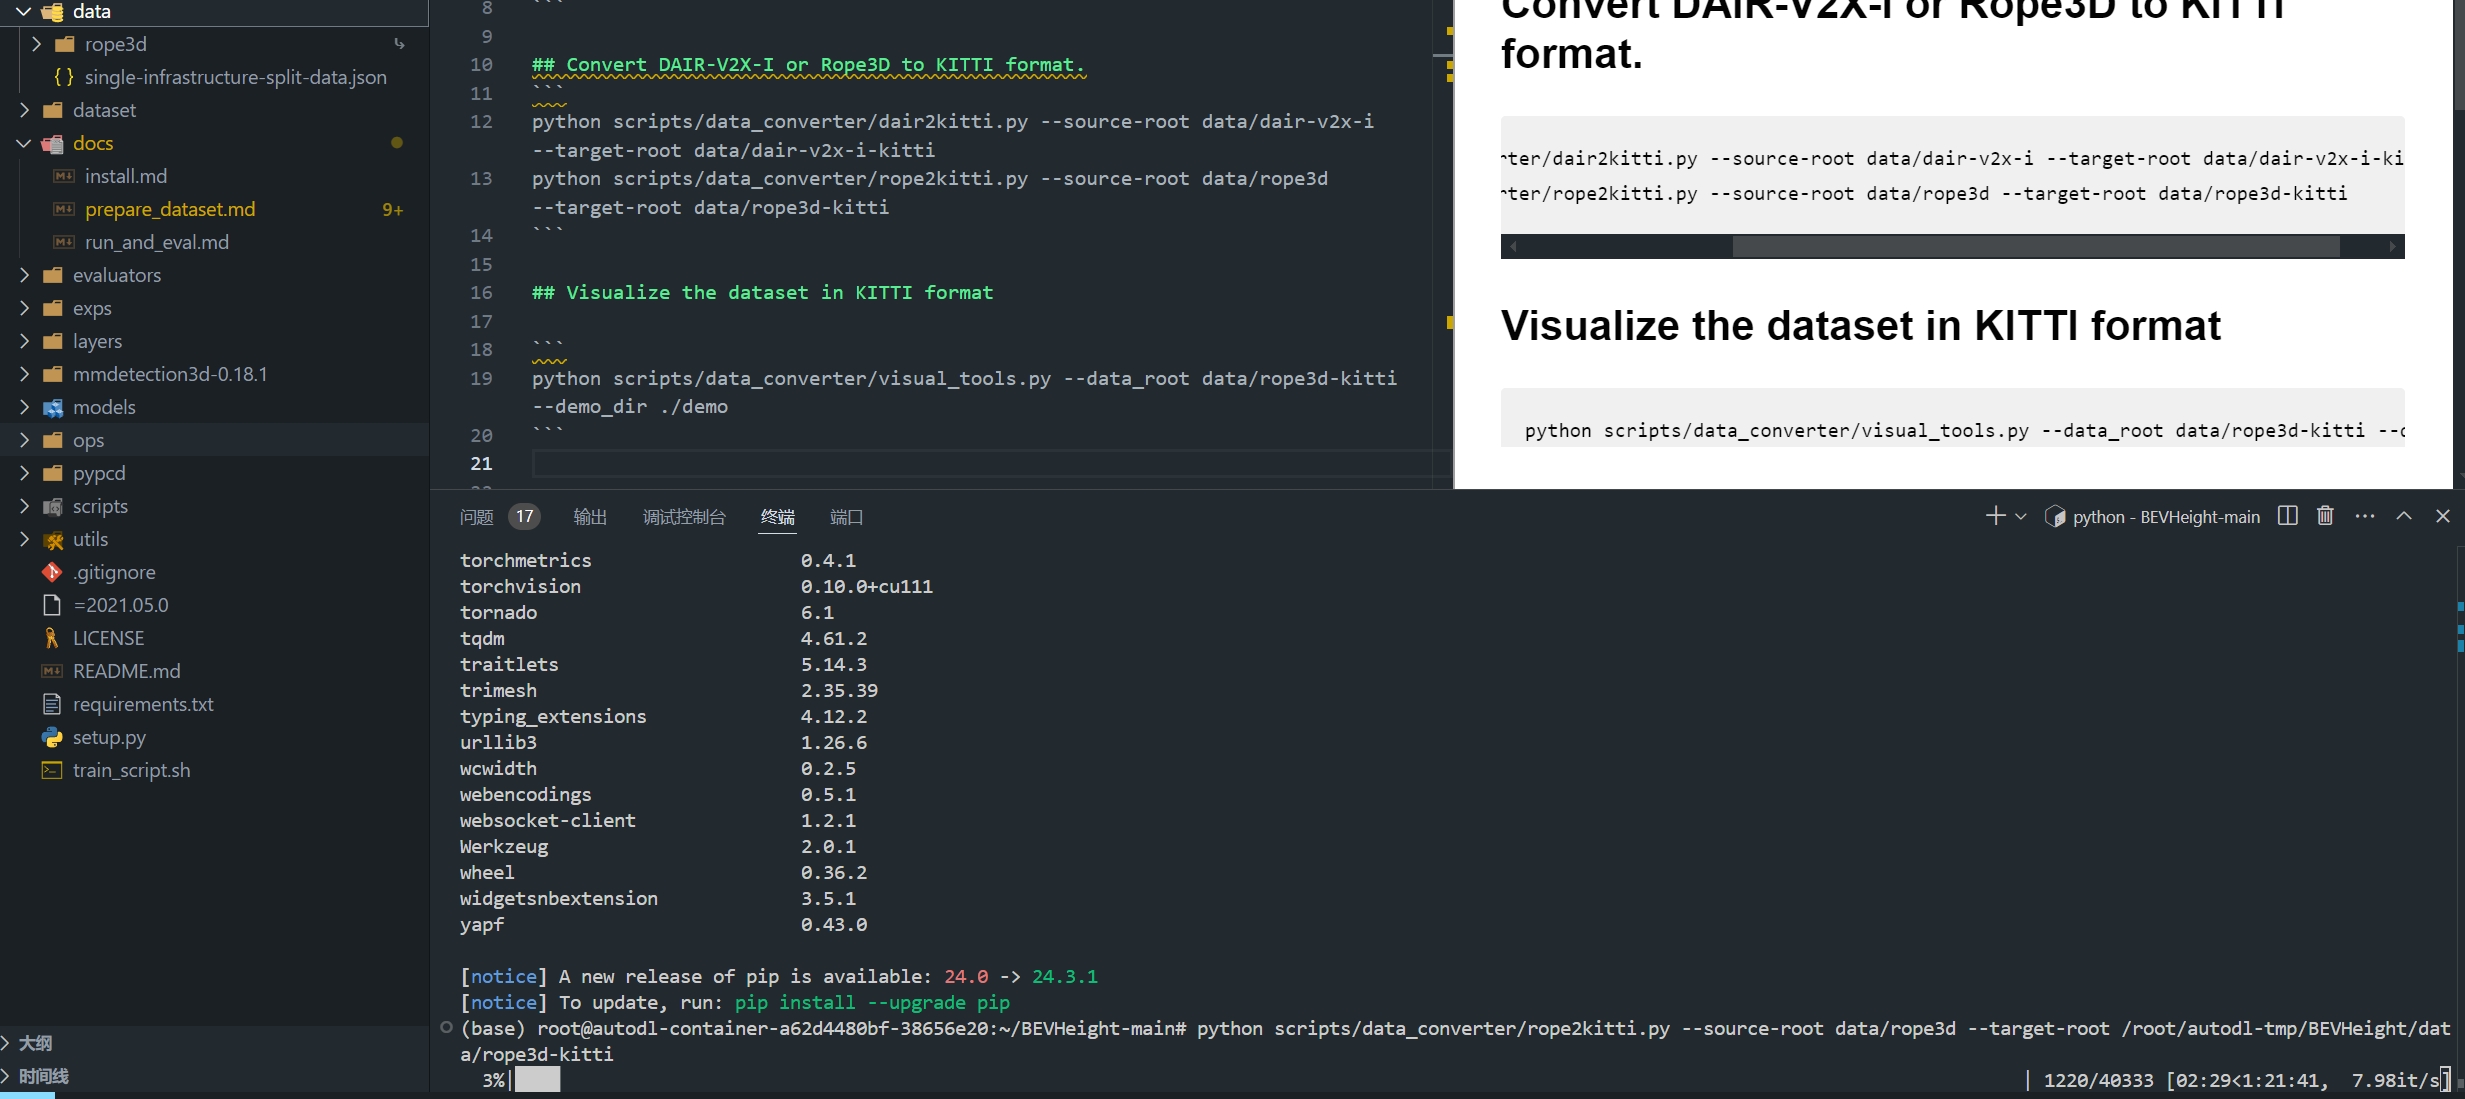 data
rope3d
single-infrastructure-split-data.json
dataset
docs
install.md
prepare_dataset.md 9+
run_and_eval.md
evaluators
exps
layers
mmdetection3d-0.18.1
models
ops
pypcd
scripts
utils
.gitignore
=2021.05.0
LICENSE
README.md
requirements.txt
setup.py
train_script.sh
大纲
时间线
8 ```
9
10 ## Convert DAIR-V2X-I or Rope3D to KITTI format.
11 ```
12 python scripts/data_converter/dair2kitti.py --source-root data/dair-v2x-i
--target-root data/dair-v2x-i-kitti
13 python scripts/data_converter/rope2kitti.py --source-root data/rope3d
--target-root data/rope3d-kitti
14 ```
15
16 ## Visualize the dataset in KITTI format
17
18 ```
19 python scripts/data_converter/visual_tools.py --data_root data/rope3d-kitti
--demo_dir ./demo
20 ```
21
Convert DAIR-V2X-I or Rope3D to KITTI
format.
rter/dair2kitti.py --source-root data/dair-v2x-i --target-root data/dair-v2x-i-ki
rter/rope2kitti.py --source-root data/rope3d --target-root data/rope3d-kitti
Visualize the dataset in KITTI format
python scripts/data_converter/visual_tools.py --data_root data/rope3d-kitti --d
问题 17 输出 调试控制台 终端 端口
python - BEVHeight-main
torchmetrics 0.4.1
torchvision 0.10.0+cu111
tornado 6.1
tqdm 4.61.2
traitlets 5.14.3
trimesh 2.35.39
typing_extensions 4.12.2
urllib3 1.26.6
wcwidth 0.2.5
webencodings 0.5.1
websocket-client 1.2.1
Werkzeug 2.0.1
wheel 0.36.2
widgetsnbextension 3.5.1
yapf 0.43.0
[notice] A new release of pip is available: 24.0 -> 24.3.1
[notice] To update, run: pip install --upgrade pip
(base) root@autodl-container-a62d4480bf-38656e20:~/BEVHeight-main# python scripts/data_converter/rope2kitti.py --source-root data/rope3d --target-root /root/autodl-tmp/BEVHeight/dat
a/rope3d-kitti
3%| | 1220/40333 [02:29<1:21:41, 7.98it/s]